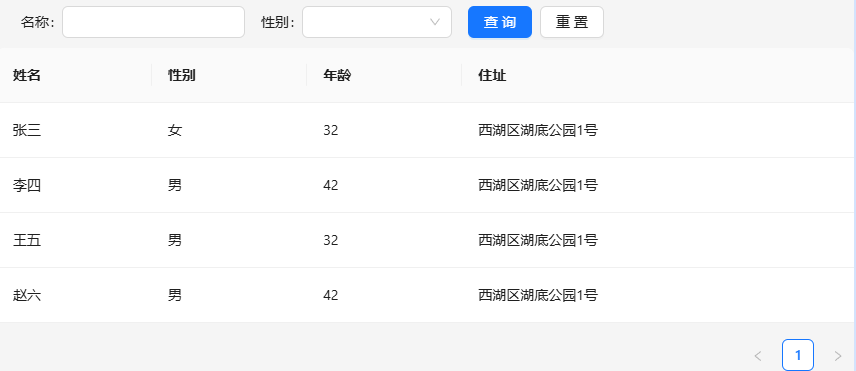 名称: 性别: 查 询 重 置
姓名 性别 年龄 住址
张三 女 32 西湖区湖底公园1号
李四 男 42 西湖区湖底公园1号
王五 男 32 西湖区湖底公园1号
赵六 男 42 西湖区湖底公园1号
1